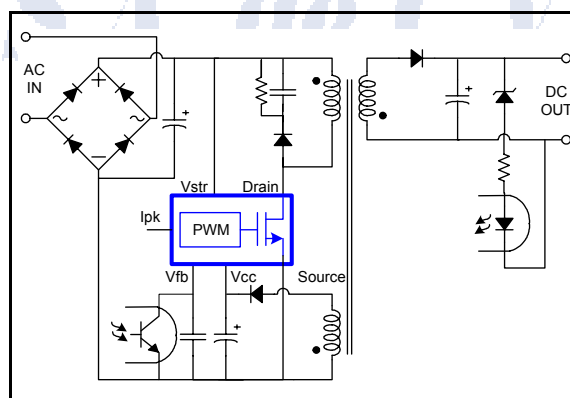 AC
IN
+
~
~
−
+
DC
OUT
+
Vstr
Drain
Ipk
PWM
Vfb
Vcc
Source
+